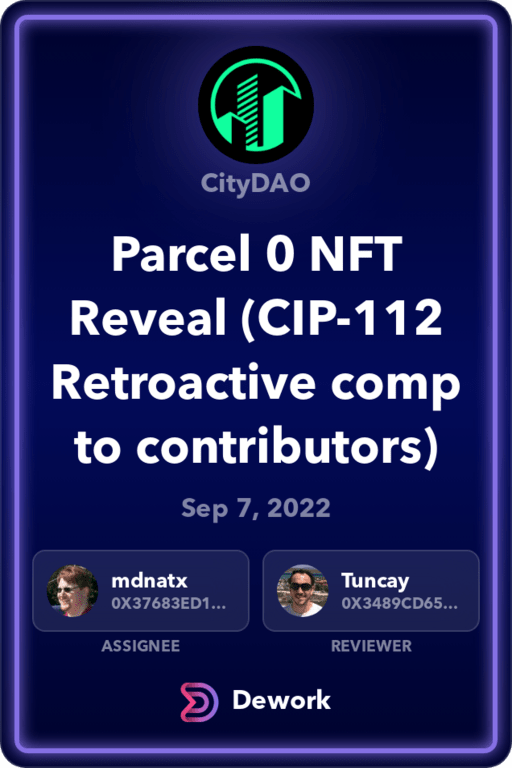 CityDAO
Parcel 0 NFT
Reveal (CIP-112
Retroactive comp
to contributors)
Sep 7, 2022
mdnatx
0X37683ED1...
Tuncay
0X3489CD65...
ASSIGNEE
REVIEWER
Dework